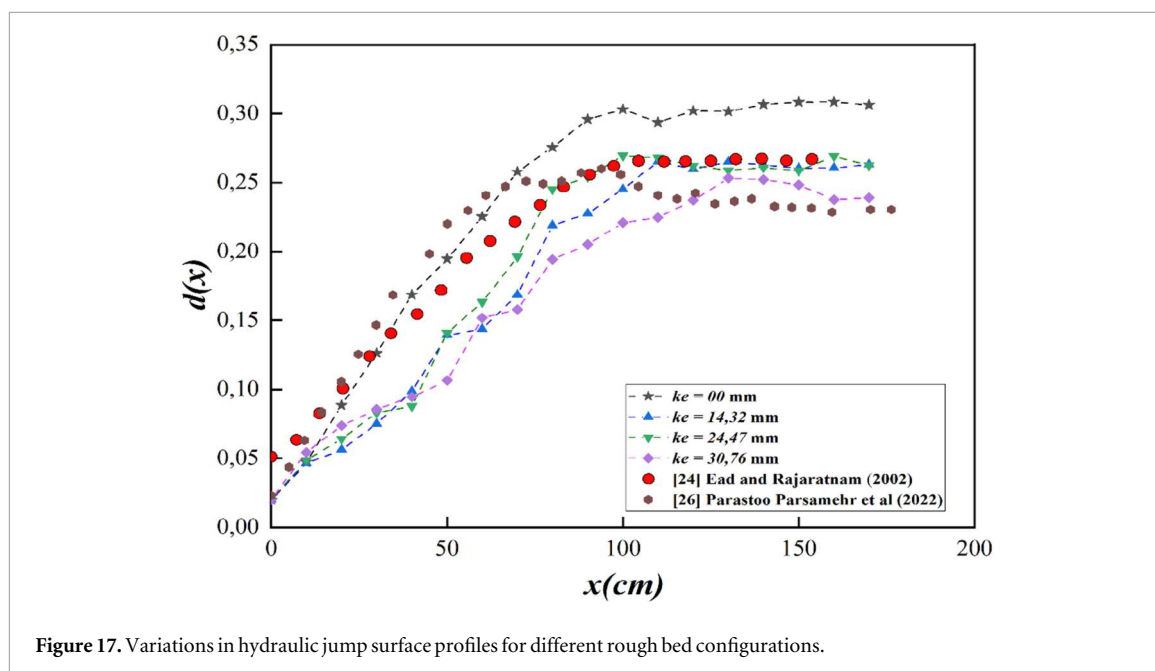 0,35
0,30
0,25
0,20
0,15
0,10
0,05
0,00
d(x)
0 50 100 150 200
x(cm)
ke = 00 mm
ke = 14,32 mm
ke = 24,47 mm
ke = 30,76 mm
[24] Ead and Rajaratnam (2002)
[26] Parastoo Parsamehr et al (2022)
Figure 17. Variations in hydraulic jump surface profiles for different rough bed configurations.